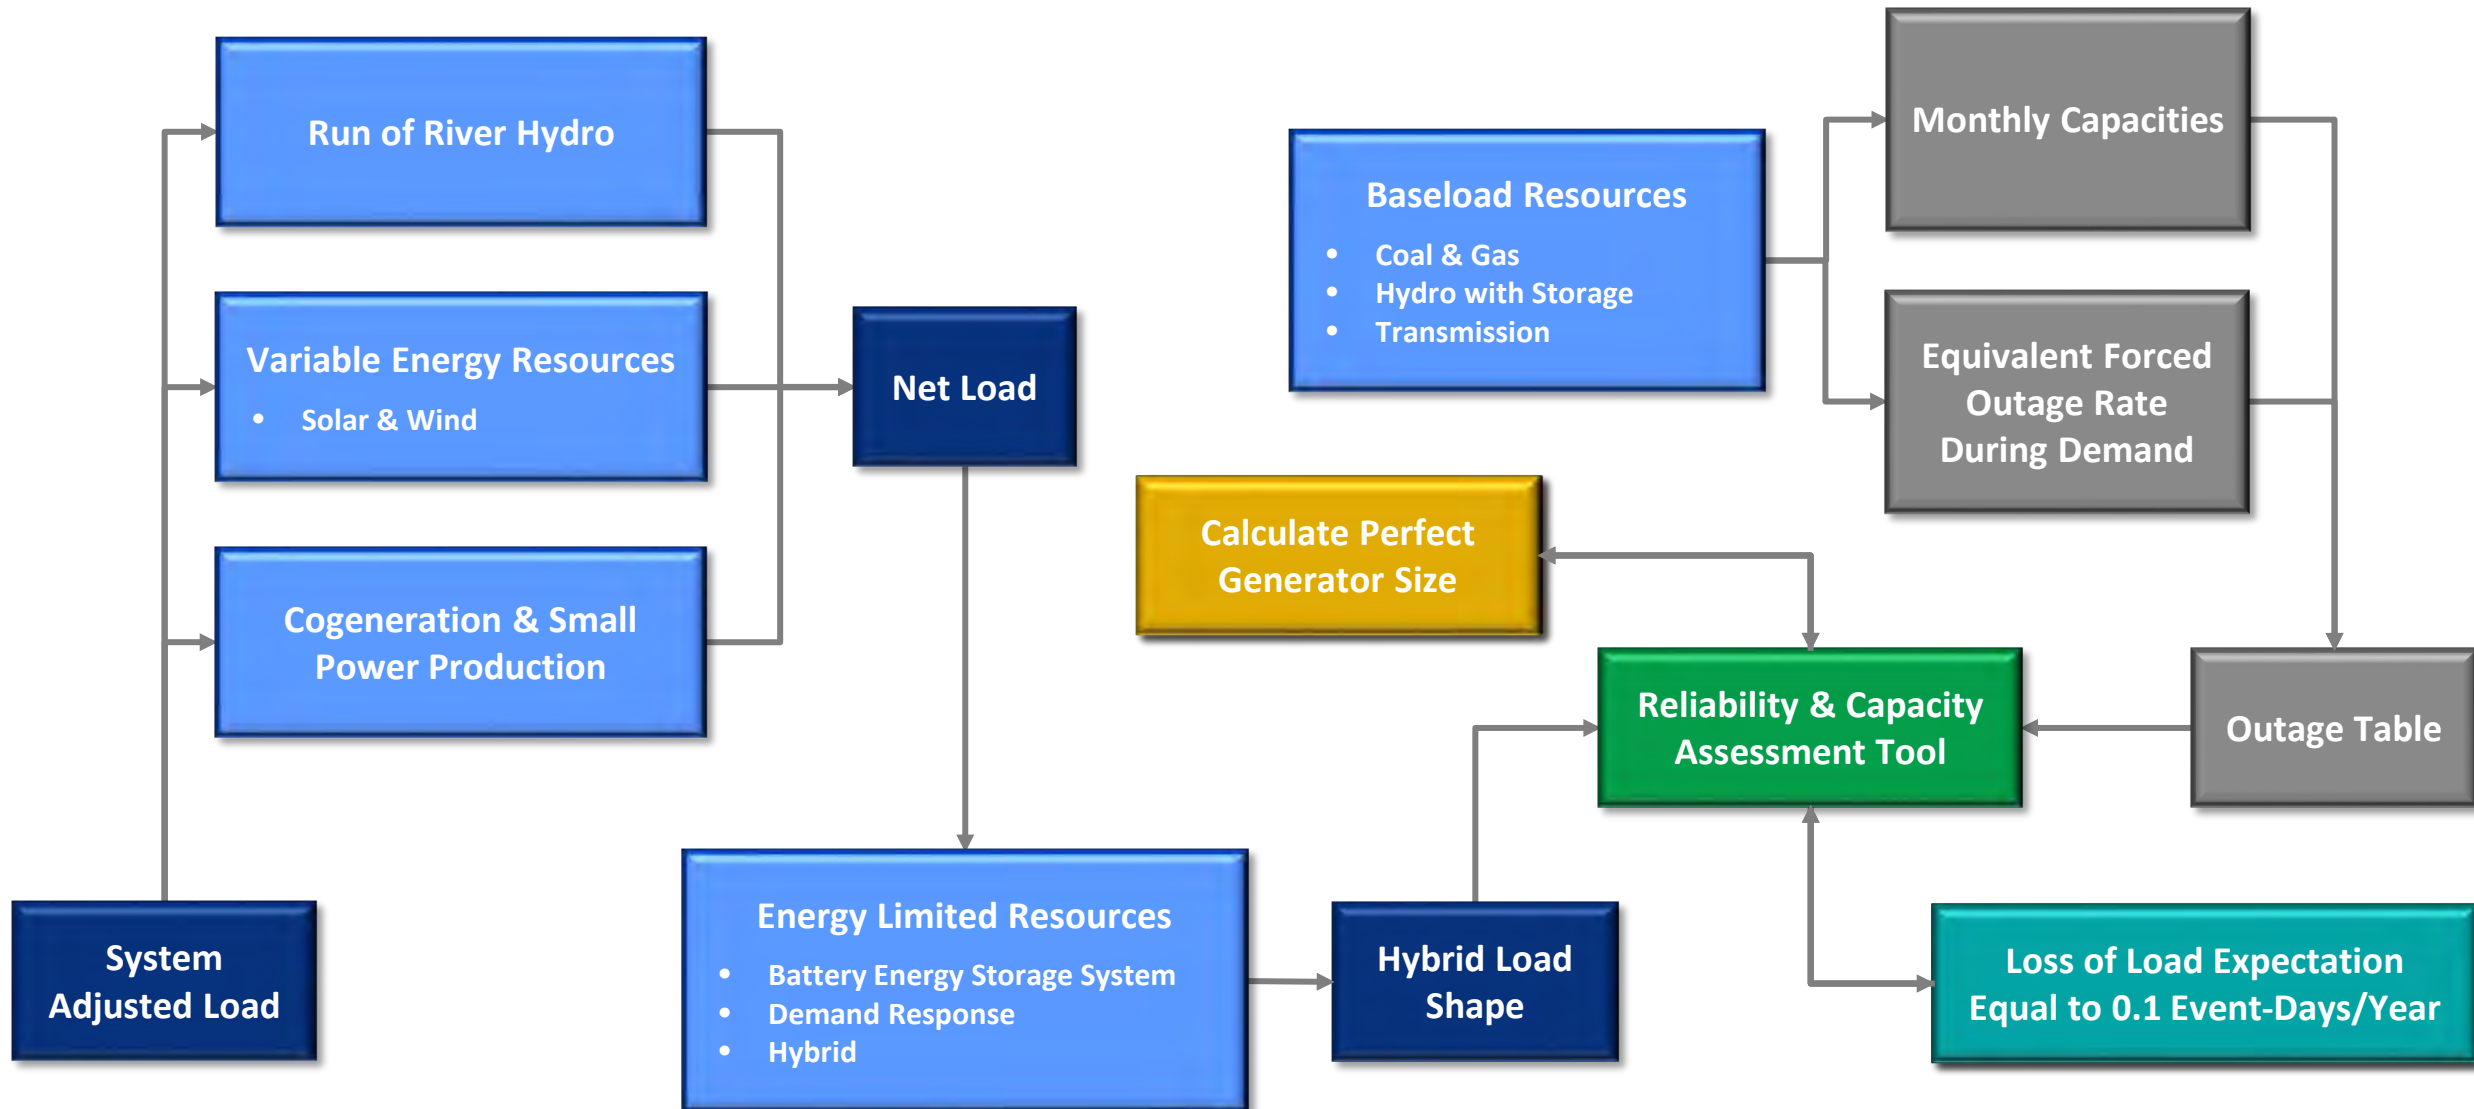 Run of River Hydro
Variable Energy Resources
• Solar & Wind
Cogeneration & Small
Power Production
System
Adjusted Load
Net Load
Energy Limited Resources
• Battery Energy Storage System
• Demand Response
• Hybrid
Hybrid Load
Shape
Baseload Resources
• Coal & Gas
• Hydro with Storage
• Transmission
Monthly Capacities
Equivalent Forced
Outage Rate
During Demand
Calculate Perfect
Generator Size
Reliability & Capacity
Assessment Tool
Outage Table
Loss of Load Expectation
Equal to 0.1 Event-Days/Year